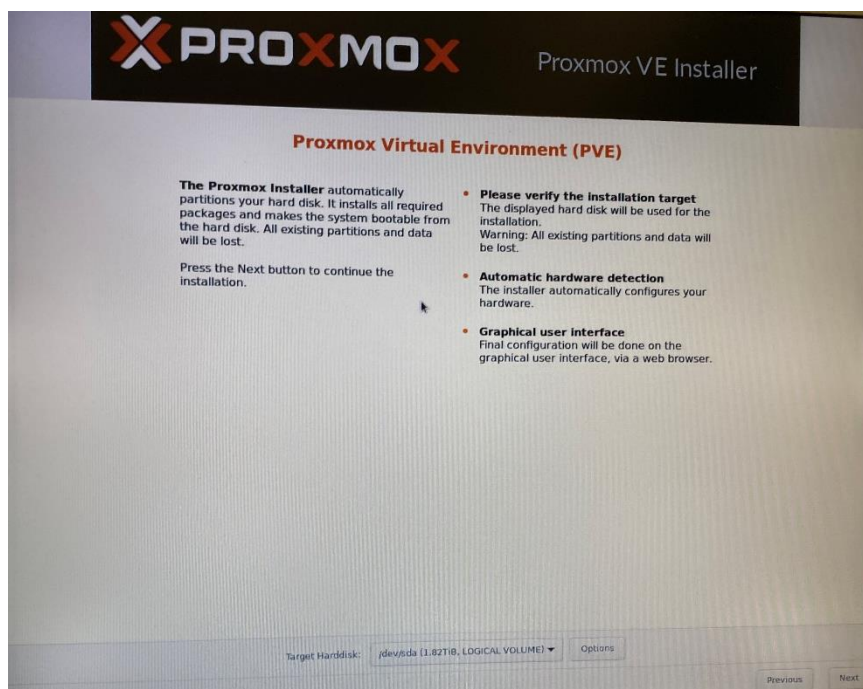 PROXMOX
Proxmox VE Installer
Proxmox Virtual Environment (PVE)
The Proxmox Installer automatically
partitions your hard disk. It installs all required
packages and makes the system bootable from
the hard disk. All existing partitions and data
will be lost.
Press the Next button to continue the
installation.
• Please verify the installation target
The displayed hard disk will be used for the
installation.
Warning: All existing partitions and data will
be lost.
• Automatic hardware detection
The installer automatically configures your
hardware.
• Graphical user interface
Final configuration will be done on the
graphical user interface, via a web browser.
Target Harddisk: /dev/sda (1.82TiB, LOGICAL VOLUME) Options
Previous Next